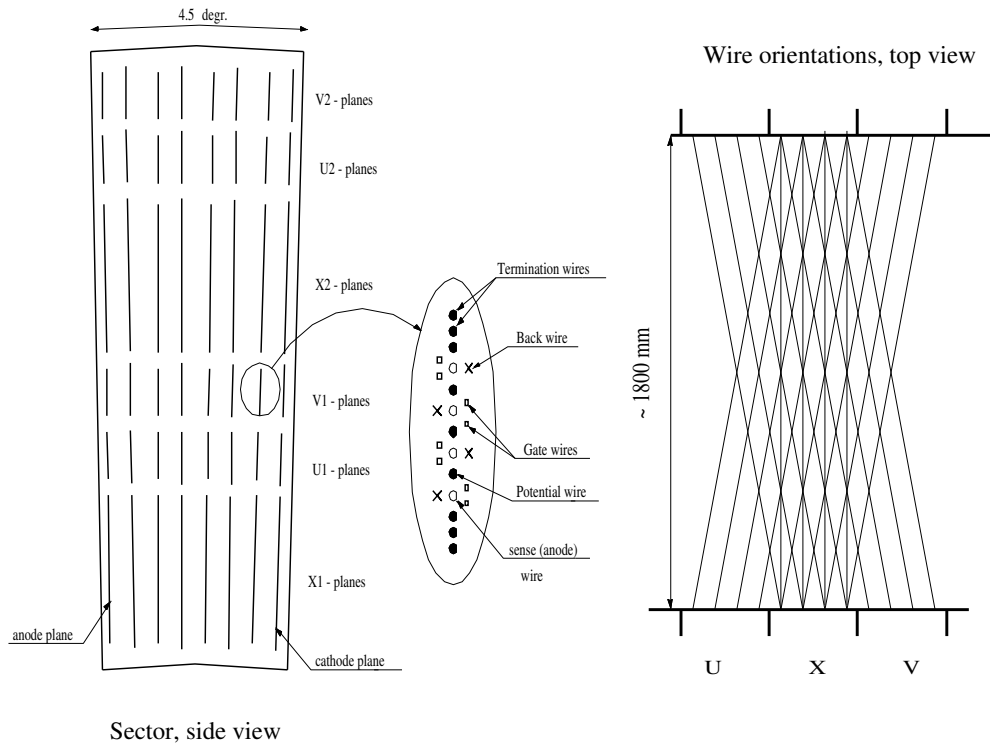 4.5 degr.
V2 - planes
U2 - planes
X2 - planes
V1 - planes
U1 - planes
X1 - planes
anode plane
cathode plane
Sector, side view
Termination wires
Back wire
Gate wires
Potential wire
sense (anode)
wire
Wire orientations, top view
~ 1800 mm
U X V